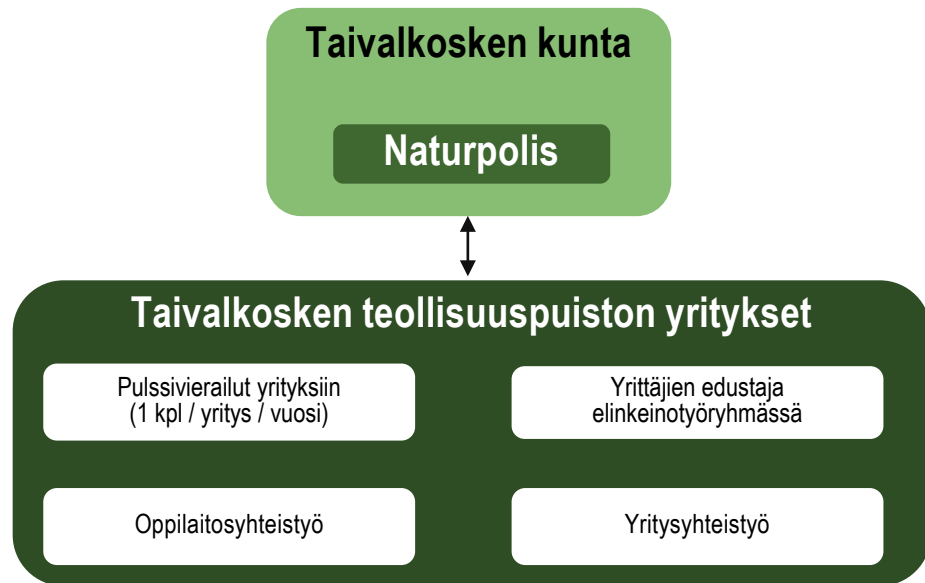 Taivalkosken kunta
Naturpolis
Taivalkosken teollisuuspuiston yritykset
Pulssivierailut yrityksiin
(1 kpl / yritys / vuosi)
Yrittäjien edustaja
elinkeinotyöryhmässä
Oppilaitosyhteistyö
Yritysyhteistyö